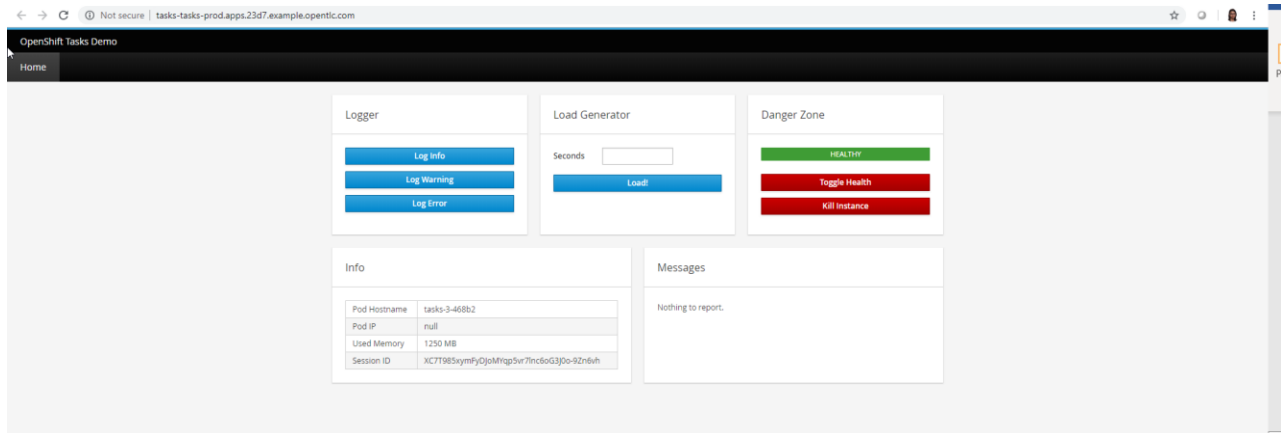 Not secure | tasks-tasks-prod.apps.23d7.example.opentlc.com
OpenShift Tasks Demo
Home
Logger
Log Info
Log Warning
Log Error
Load Generator
Seconds
Load!
Danger Zone
HEALTHY
Toggle Health
Kill Instance
Info
Pod Hostname tasks-3-468b2
Pod IP null
Used Memory 1250 MB
Session ID
Messages
Nothing to report.
P